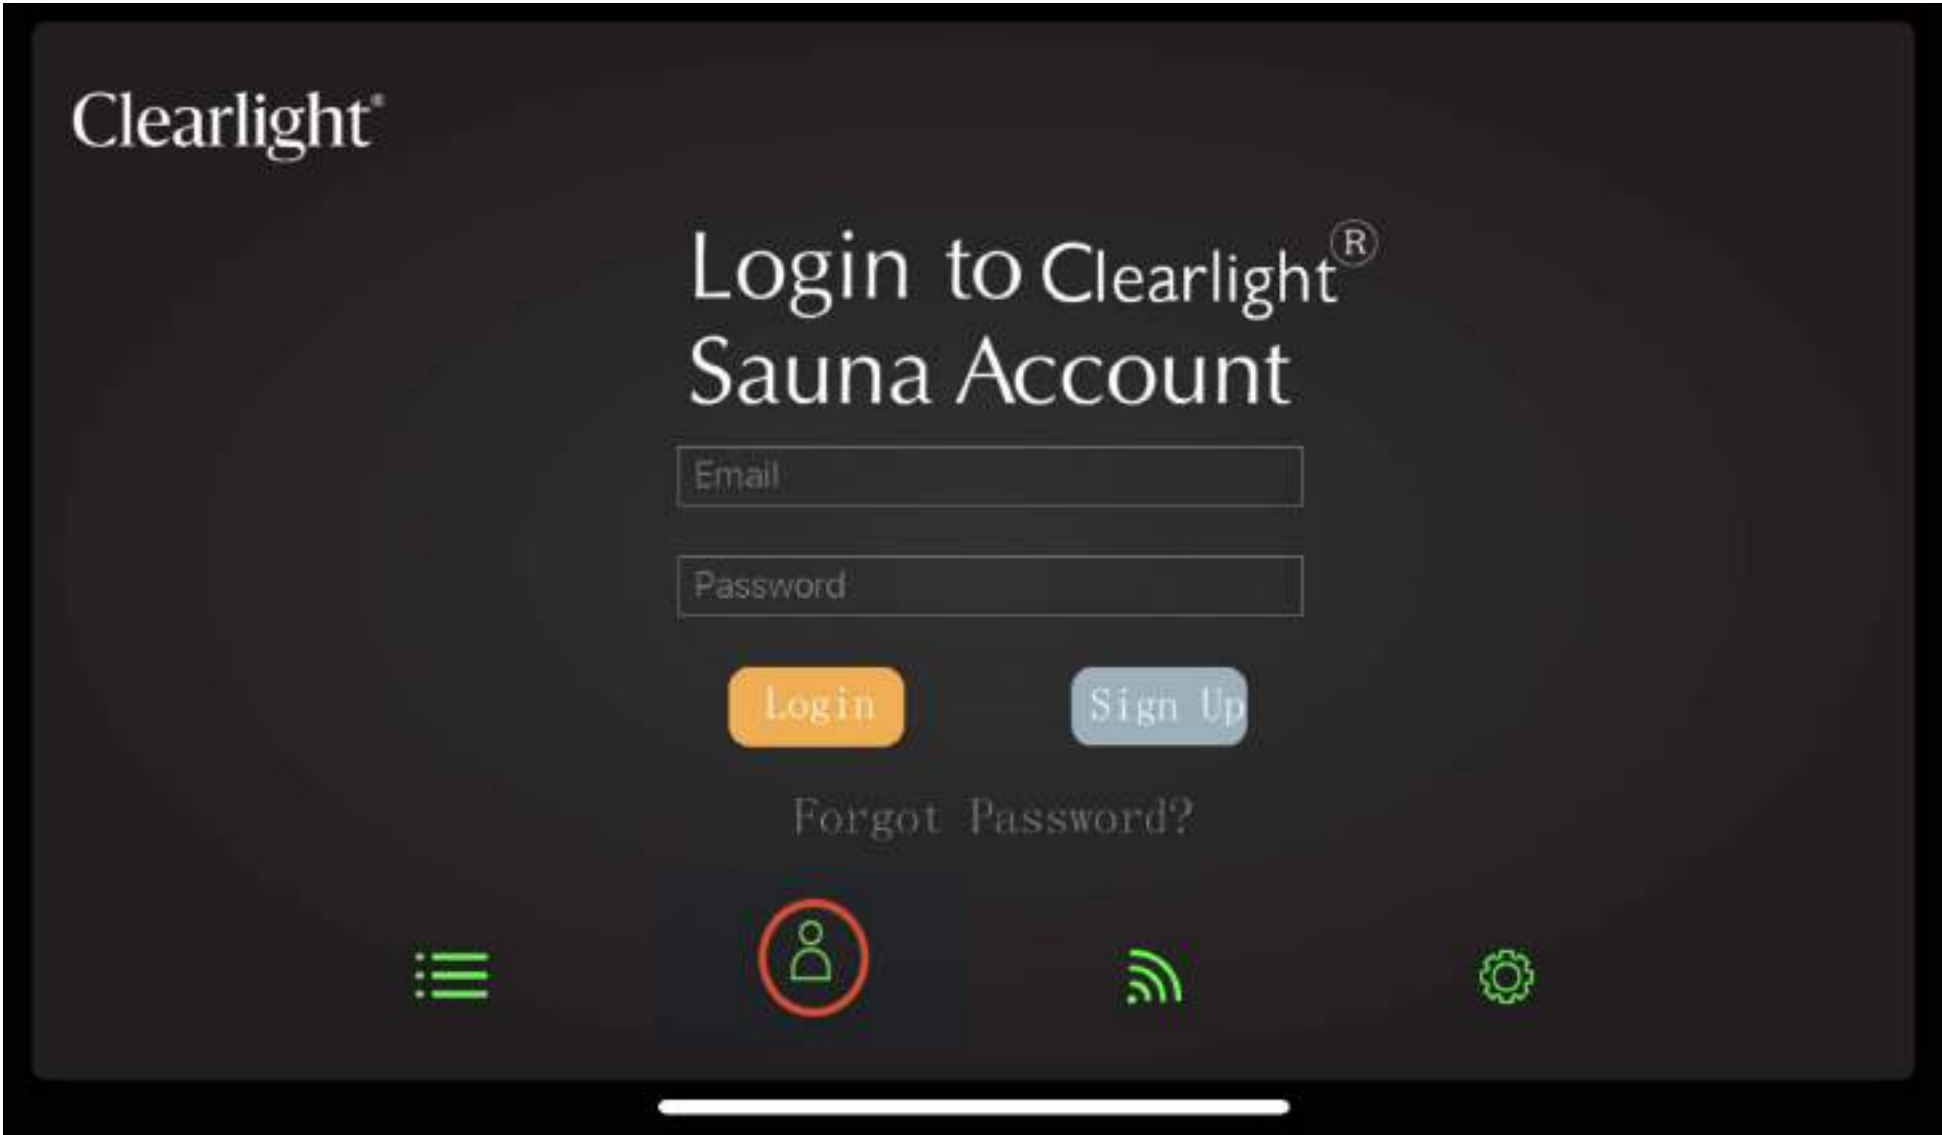 Clearlight®
Login to Clearlight®
Sauna Account
Email
Password
Login Sign Up
Forgot Password?